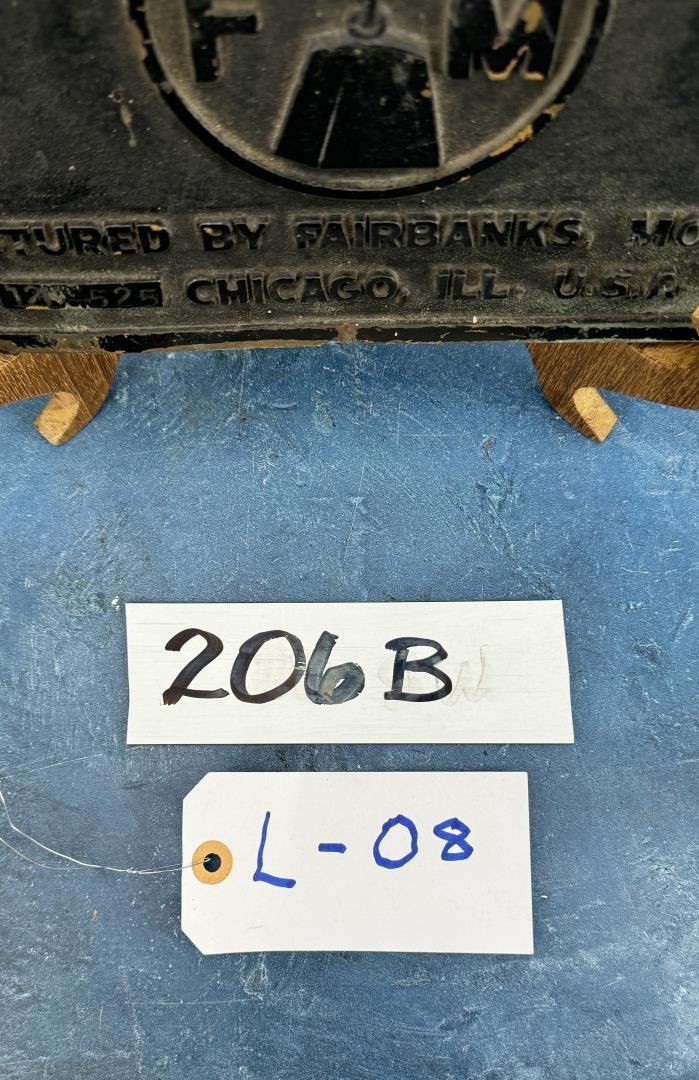 F M
TURED BY FAIRBANKS, MO
CHICAGO, ILL. U.S.A
206B
L-08